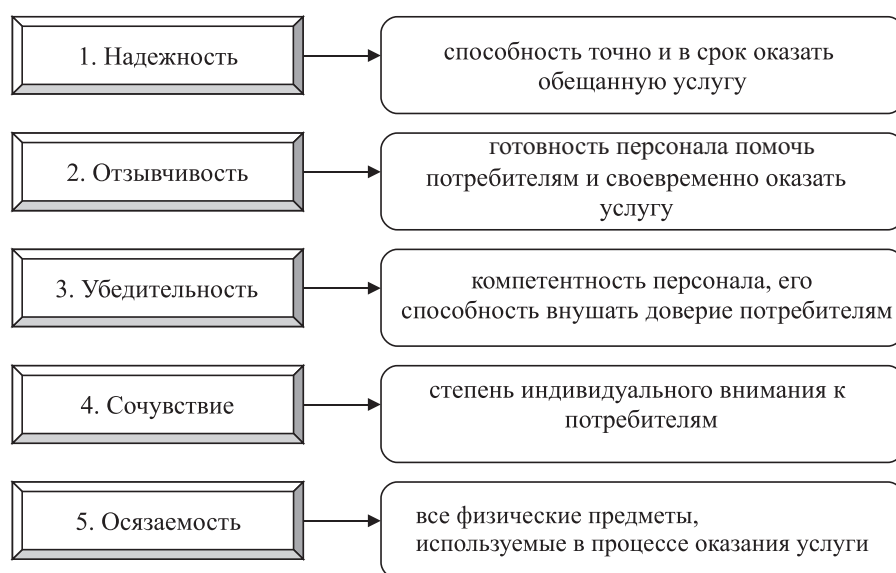 1. Надежность
способность точно и в срок оказать
обещанную услугу
2. Отзывчивость
готовность персонала помочь
потребителям и своевременно оказать
услугу
3. Убедительность
компетентность персонала, его
способность внушать доверие потребителям
4. Сочувствие
степень индивидуального внимания к
потребителям
5. Осязаемость
все физические предметы,
используемые в процессе оказания услуги